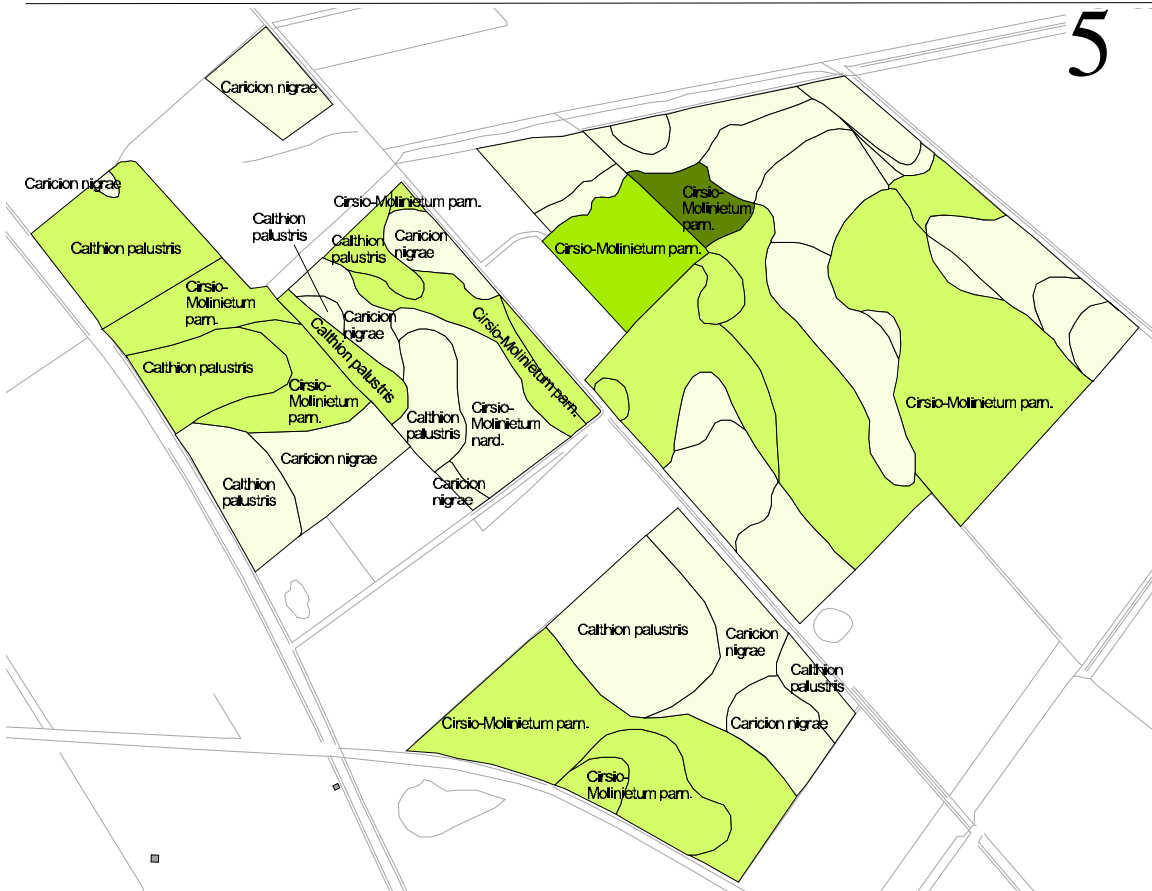 5
Caricion nigrae
Caricion nigrae
Cirsio-Molinietum parn.
Calthion
palustris
Calthion
palustris
Caricion
nigrae
Calthion palustris
Cirsio-
Molinietum
parn.
Cirsio-Molinietum parn.
Cirsio-
Molinietum
parn.
Caricion
nigrae
Calthion palustris
Cirsio-Molinietum parn.
Calthion palustris
Cirsio-
Molinietum
parn.
Calthion
palustris
Cirsio-
Molinietum
nard.
Cirsio-Molinietum parn.
Caricion nigrae
Calthion
palustris
Caricion
nigrae
Calthion palustris
Caricion
nigrae
Calthion
palustris
Cirsio-Molinietum parn.
Caricion nigrae
Cirsio-
Molinietum parn.